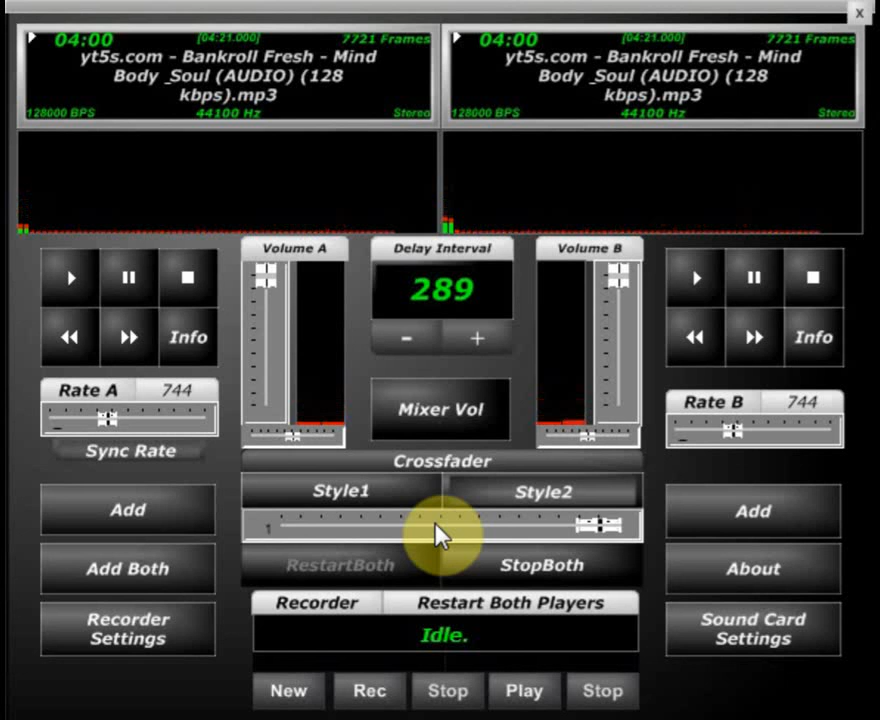 x
04:00 [04:21.000] 7721 Frames
yt5s.com - Bankroll Fresh - Mind
Body _Soul (AUDIO) (128
kbps).mp3
128000 BPS 44100 Hz Stereo
04:00 [04:21.000] 7721 Frames
yt5s.com - Bankroll Fresh - Mind
Body _Soul (AUDIO) (128
kbps).mp3
128000 BPS 44100 Hz Stereo
Volume A
Delay Interval
Volume B
289
- +
Info
Info
Rate A 744
Rate B 744
Mixer Vol
Sync Rate
Crossfader
Style1 Style2
1
Add
Add
RestartBoth StopBoth
Add Both
About
Recorder Restart Both Players
Recorder
Settings
Idle.
Sound Card
Settings
New Rec Stop Play Stop